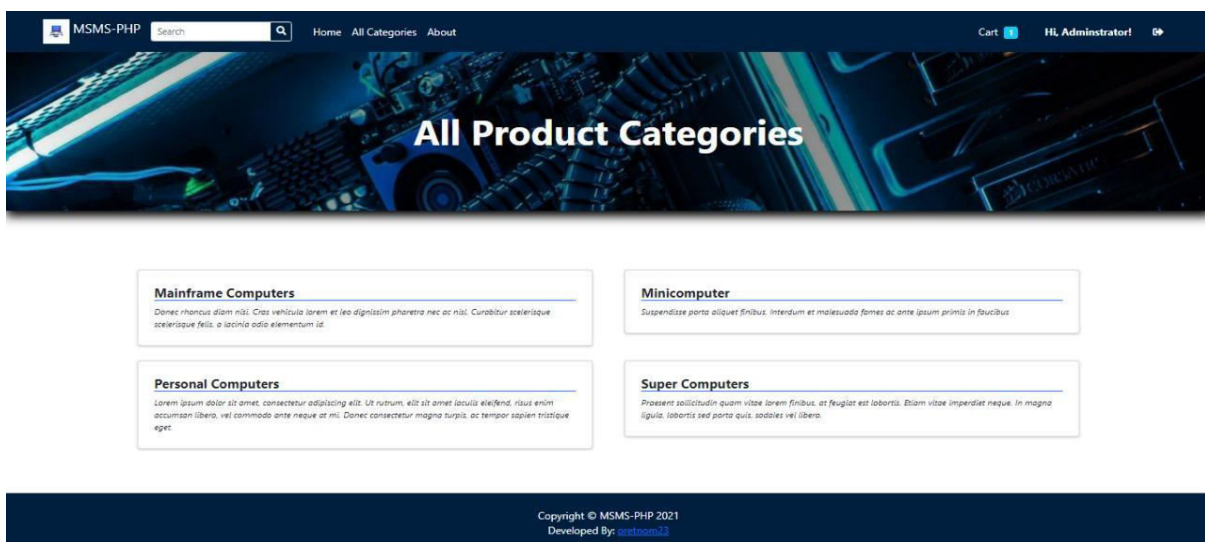 MSMS-PHP Search Home All Categories About Cart 1 Hi, Adminstrator!
All Product Categories
CORSAIR
Mainframe Computers
Donec rhoncus diam nisl. Cras vehicula lorem et leo dignissim pharetra nec ac nisl. Curabitur scelerisque
scelerisque felis, a lacinia odio elementum id.
Minicomputer
Suspendisse porta aliquet finibus. Interdum et malesuada fames ac ante ipsum primis in faucibus
Personal Computers
Lorem ipsum dolor sit amet, consectetur adipiscing elit. Ut rutrum, elit sit amet iaculis eleifend, risus enim
accumsan libero, vel commodo ante neque at mi. Donec consectetur magna turpis, ac tempor sapien tristique
eget.
Super Computers
Praesent sollicitudin quam vitae lorem finibus, at feugiat est lobortis. Etiam vitae imperdiet neque. In magna
ligula, lobortis sed porta quis, sodales vel libero.
Copyright © MSMS-PHP 2021
Developed By: oretnom23